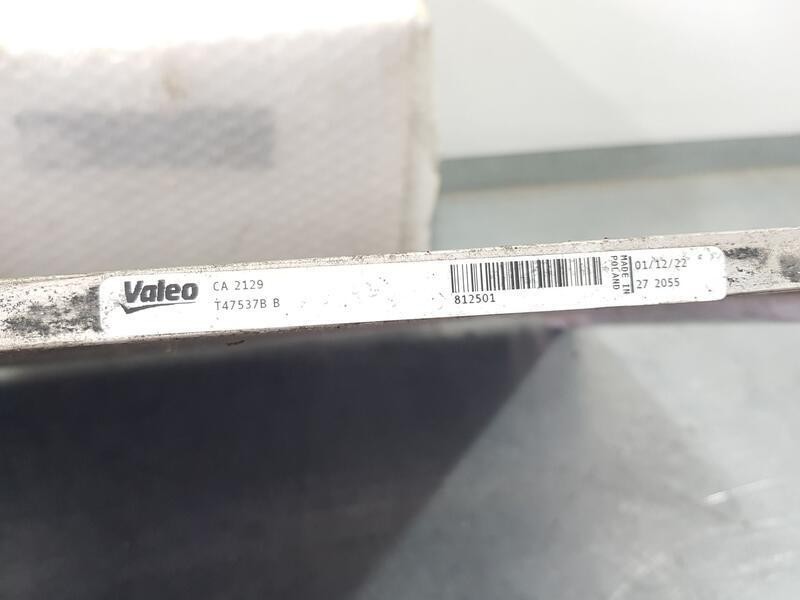 Valeo
CA 2129
T47537B B
812501
MADE IN
POLAND
01/12/22
27 2055